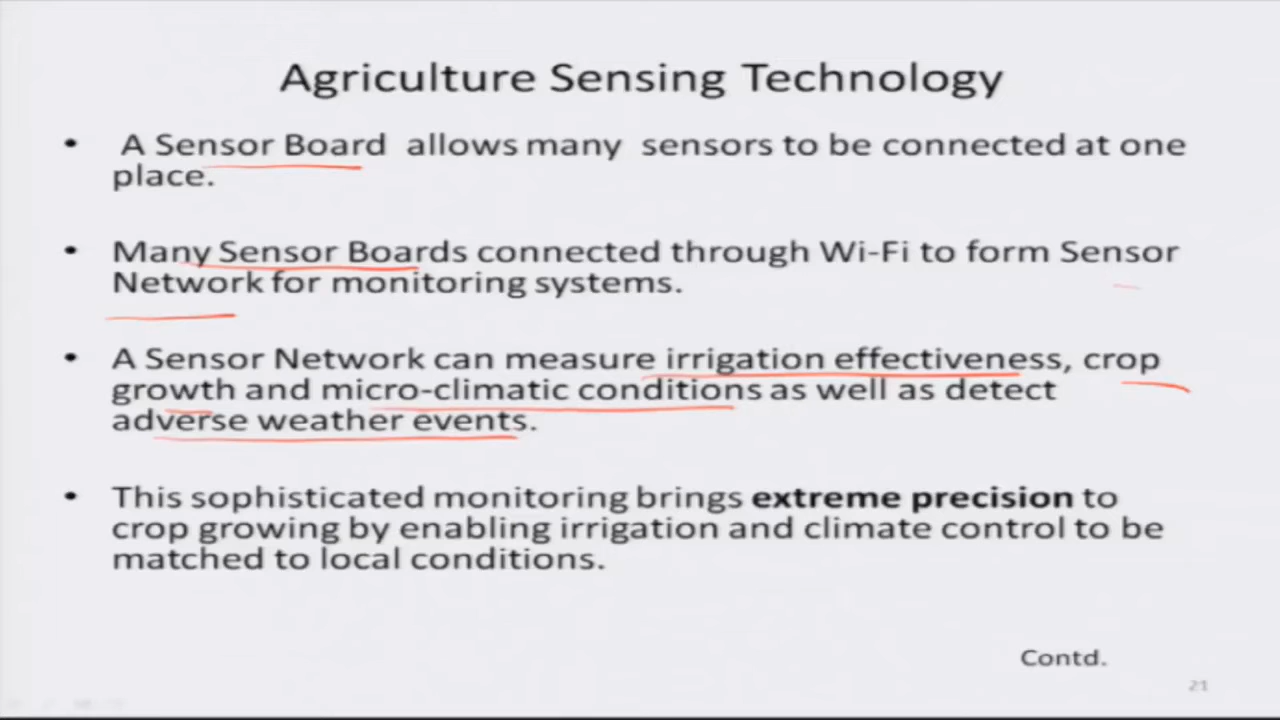 Agriculture Sensing Technology
• A Sensor Board allows many sensors to be connected at one
place.
• Many Sensor Boards connected through Wi-Fi to form Sensor
Network for monitoring systems.
• A Sensor Network can measure irrigation effectiveness, crop
growth and micro-climatic conditions as well as detect
adverse weather events.
• This sophisticated monitoring brings extreme precision to
crop growing by enabling irrigation and climate control to be
matched to local conditions.
Contd.
21